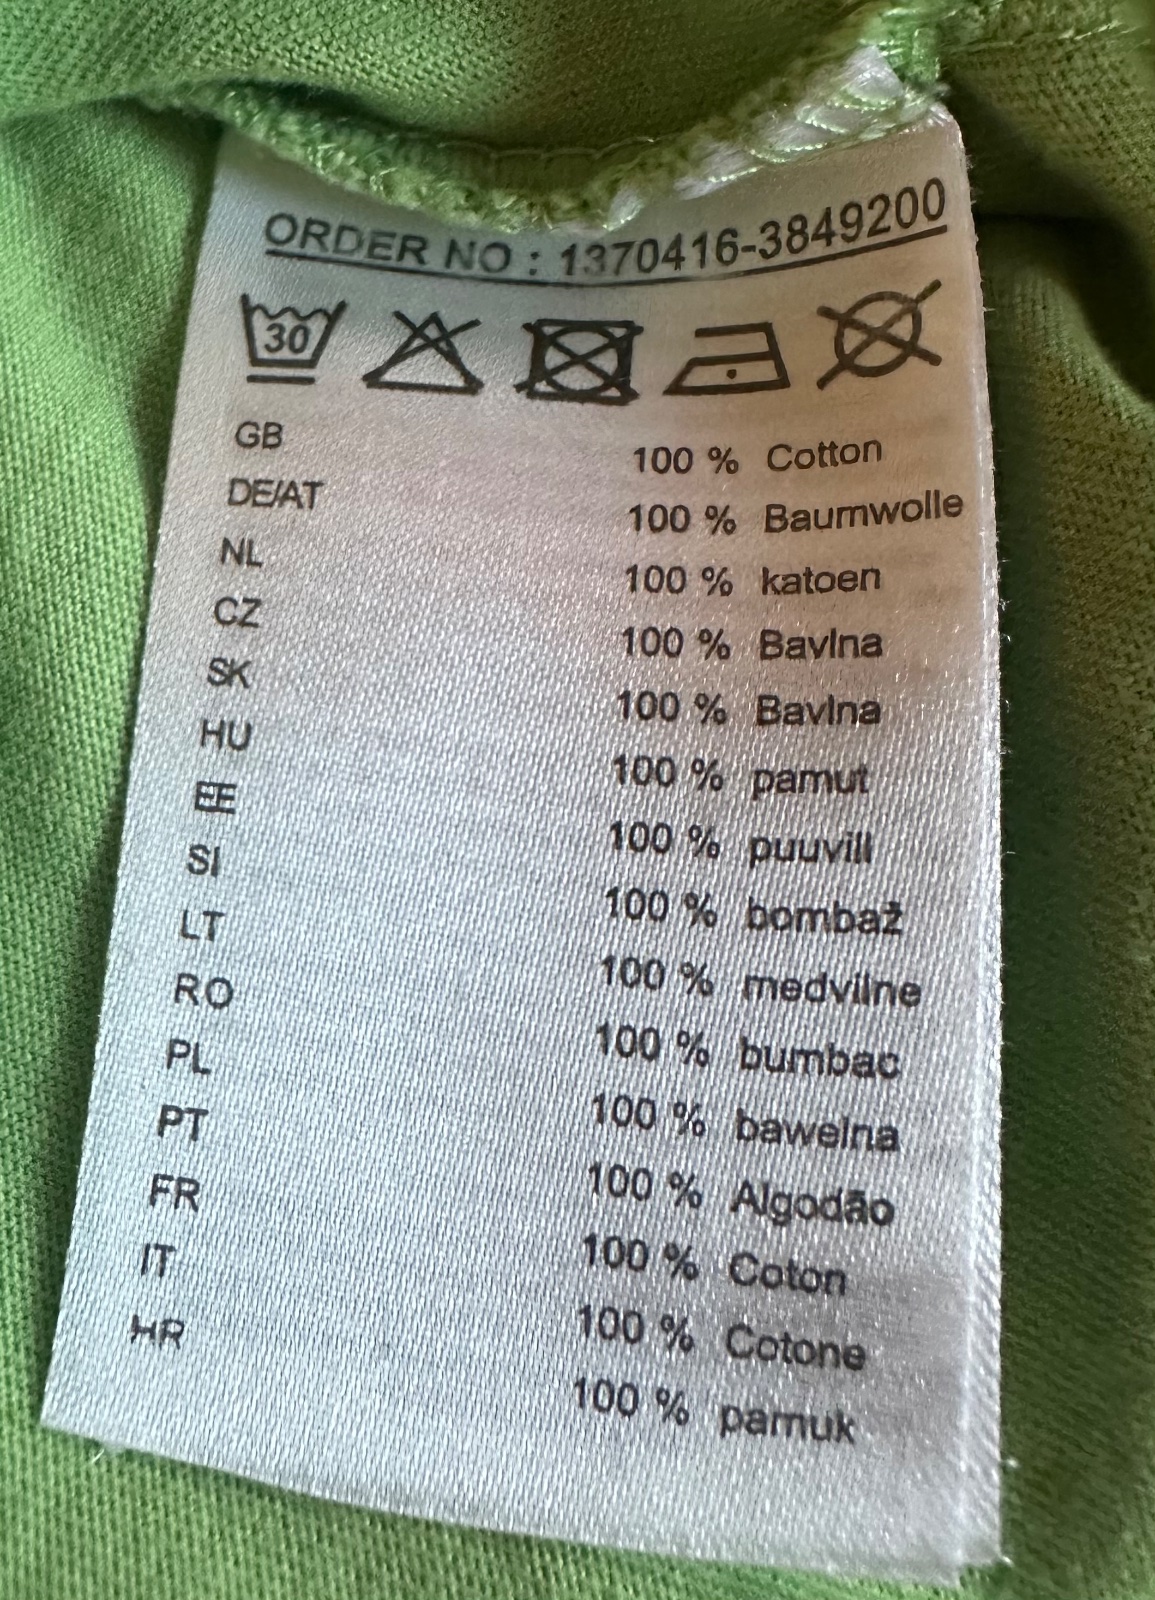 ORDER NO : 1370416-3849200
30
GB 100 % Cotton
DE/AT 100 % Baumwolle
NL 100 % katoen
CZ 100 % Bavlna
SK 100 % Bavlna
HU 100 % pamut
EE 100 % puuvill
SI 100 % bombaž
LT 100 % medvilne
RO 100 % bumbac
PL 100 % bawelna
PT 100 % Algodão
FR 100 % Coton
IT 100 % Cotone
HR 100 % pamuk